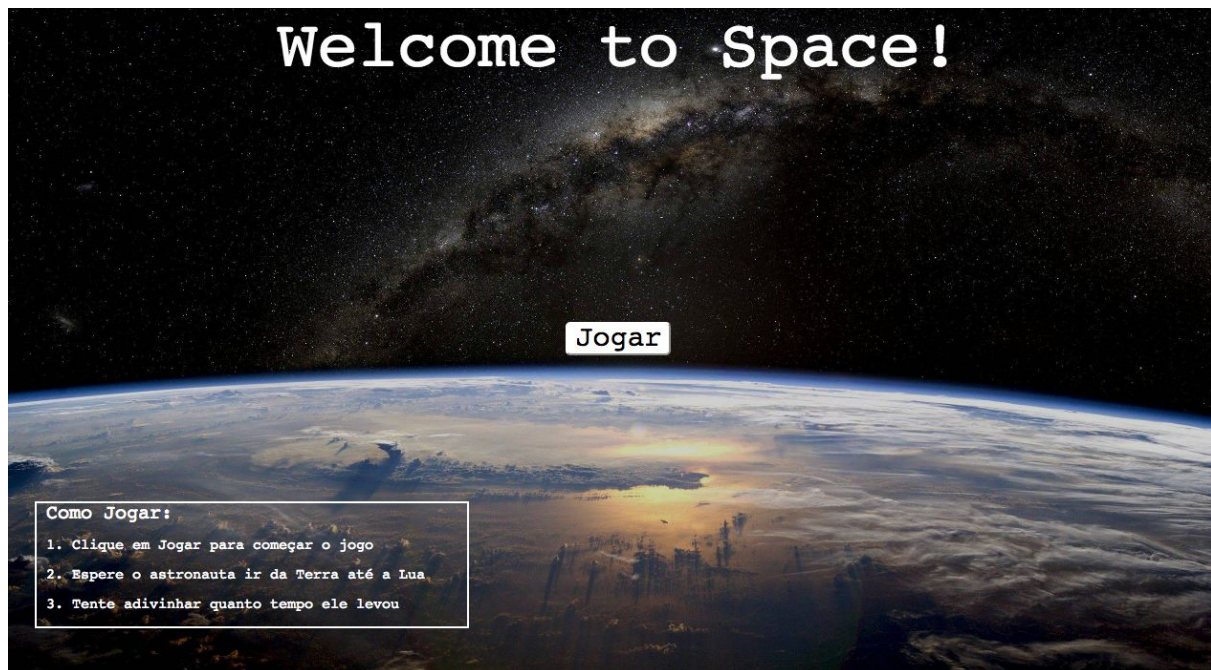 Welcome to Space!
Jogar
Como Jogar:
1. Clique em Jogar para começar o jogo
2. Espere o astronauta ir da Terra até a Lua
3. Tente adivinhar quanto tempo ele levou